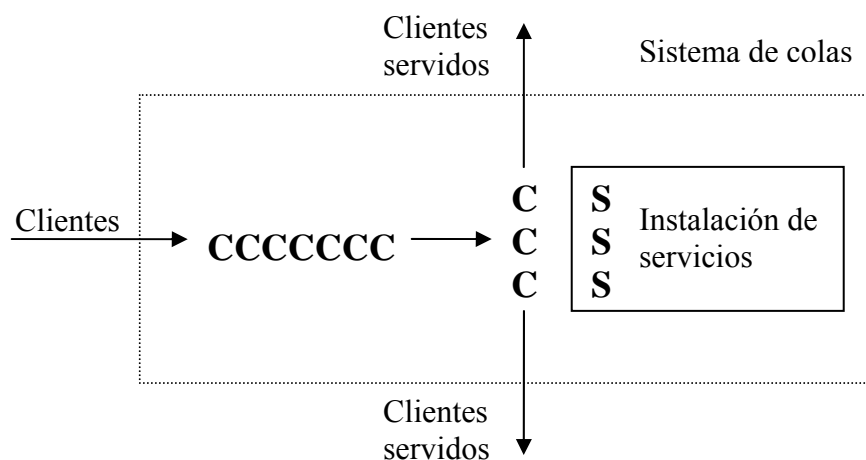 Clientes
servidos
Sistema de colas
Clientes
CCCCCCC
C
C
C
S
S
S
Instalación de
servicios
Clientes
servidos